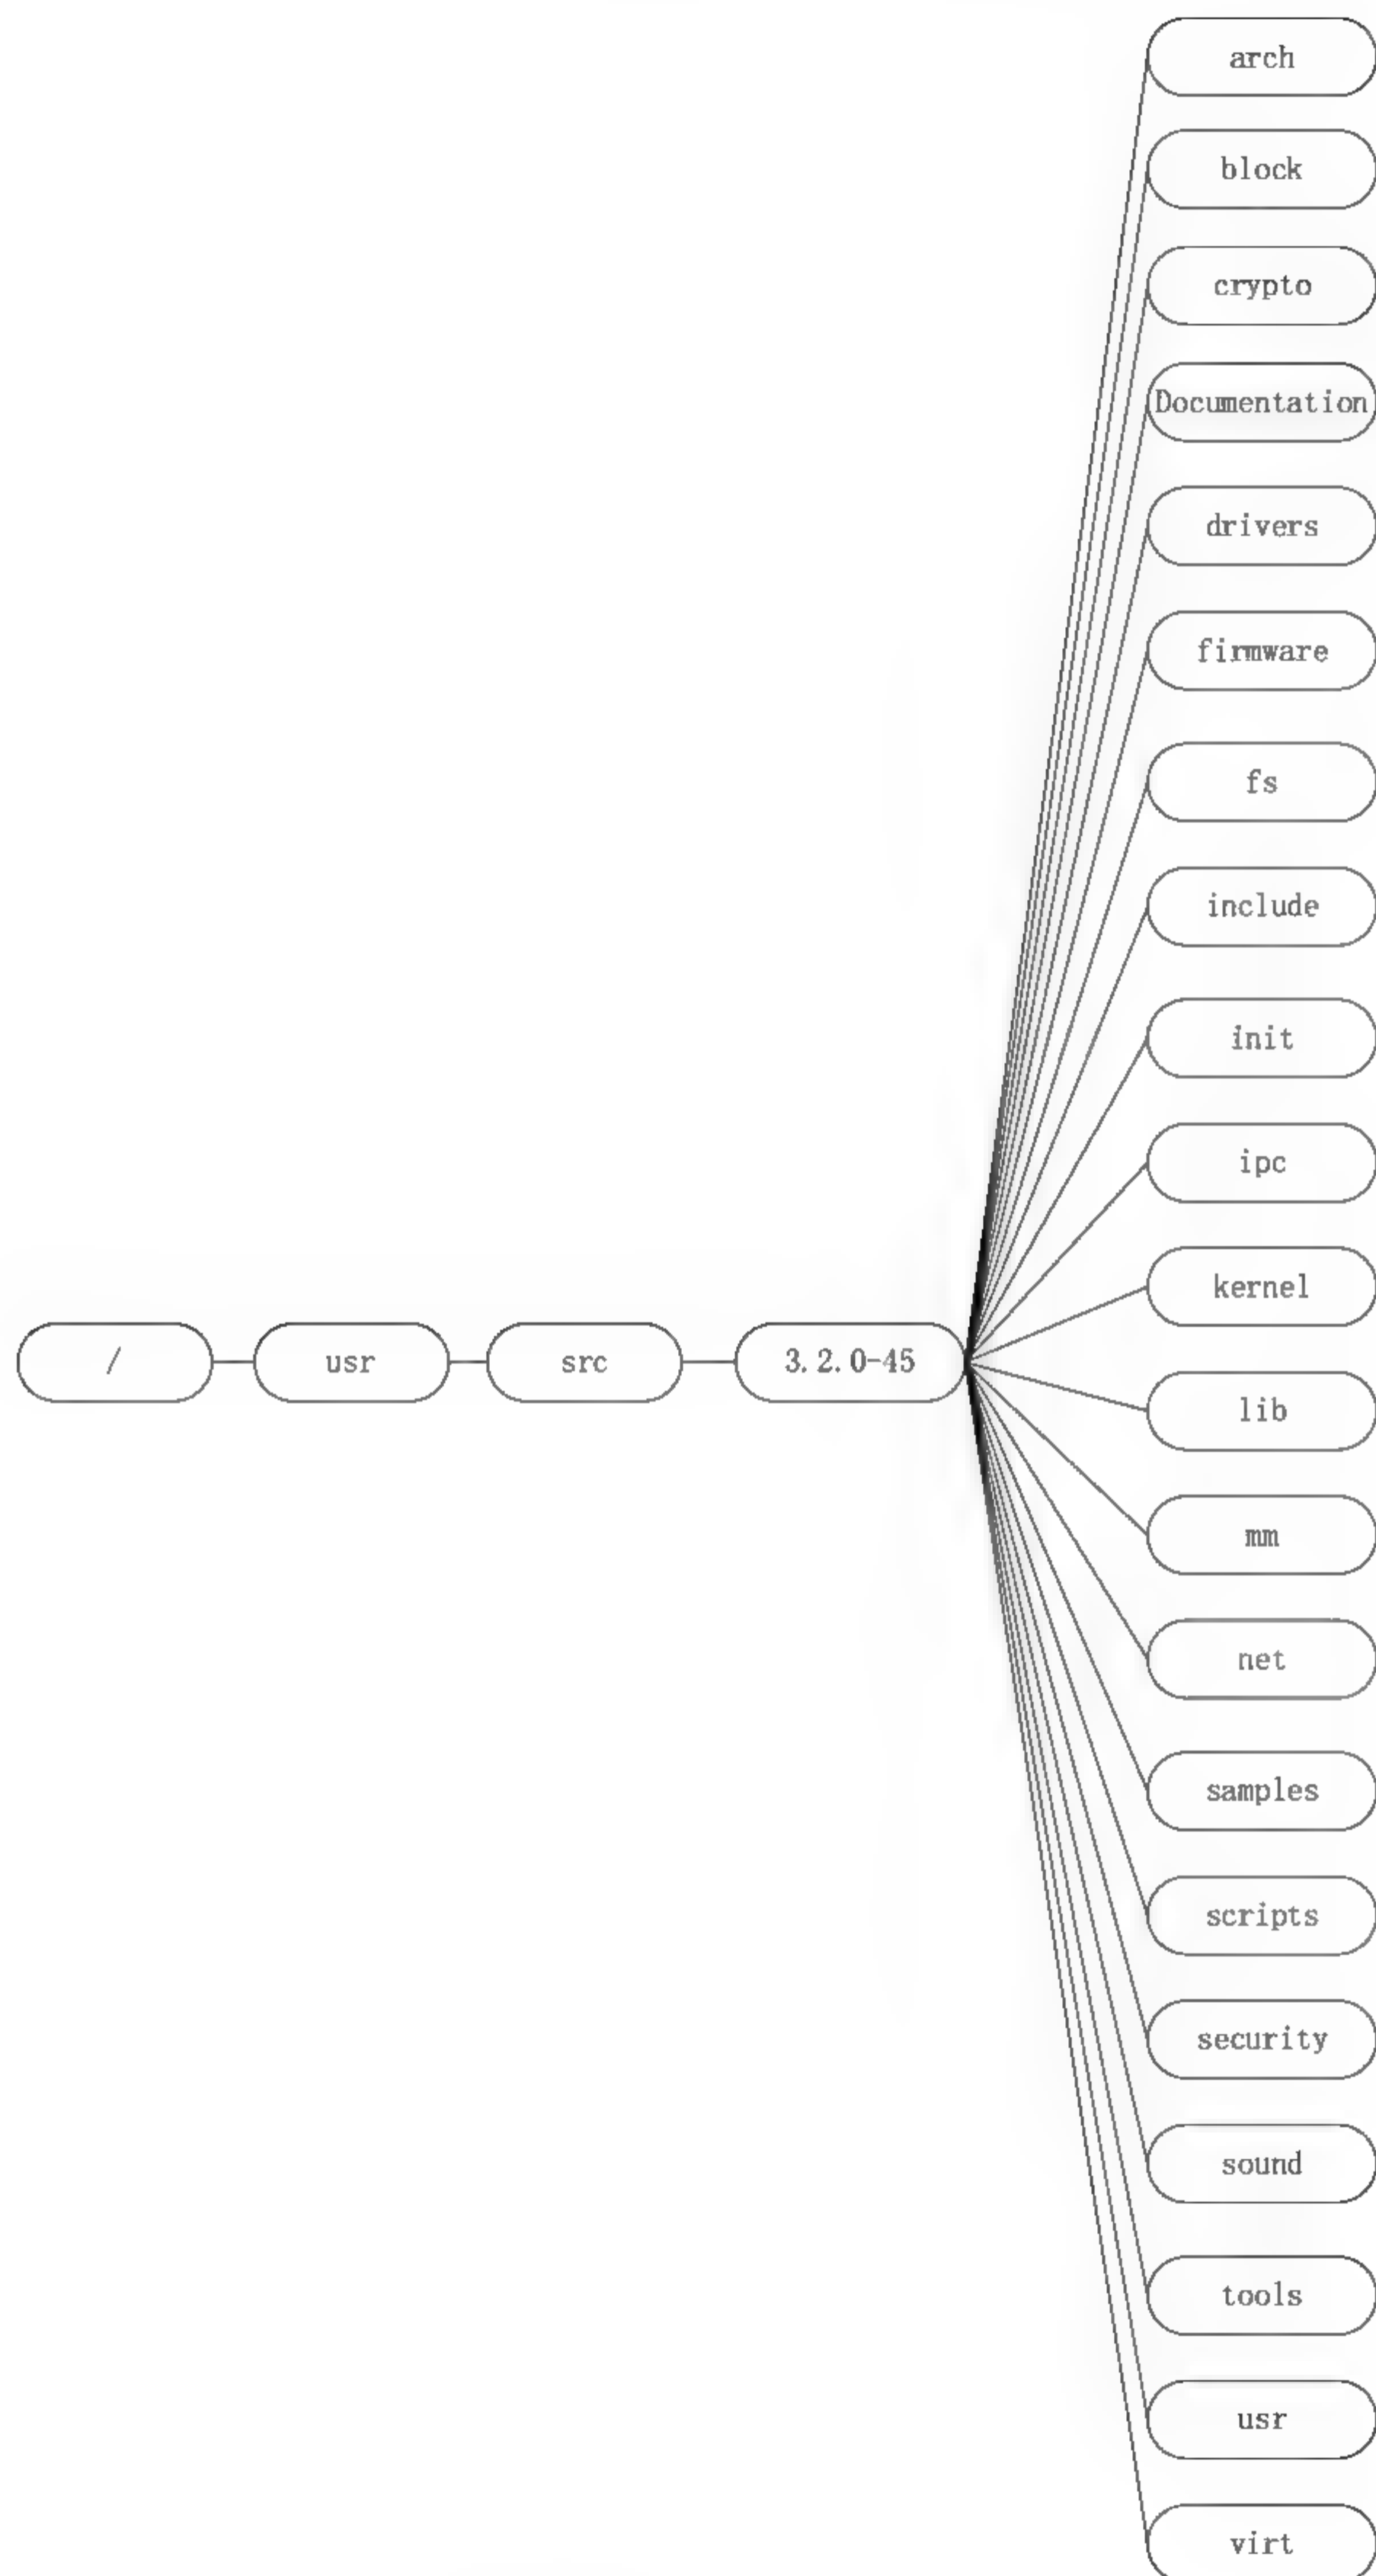 arch
block
crypto
Documentation
drivers
firmware
fs
include
init
ipc
kernel
/ usr src 3.2.0-45
lib
mm
net
samples
scripts
security
sound
tools
usr
virt